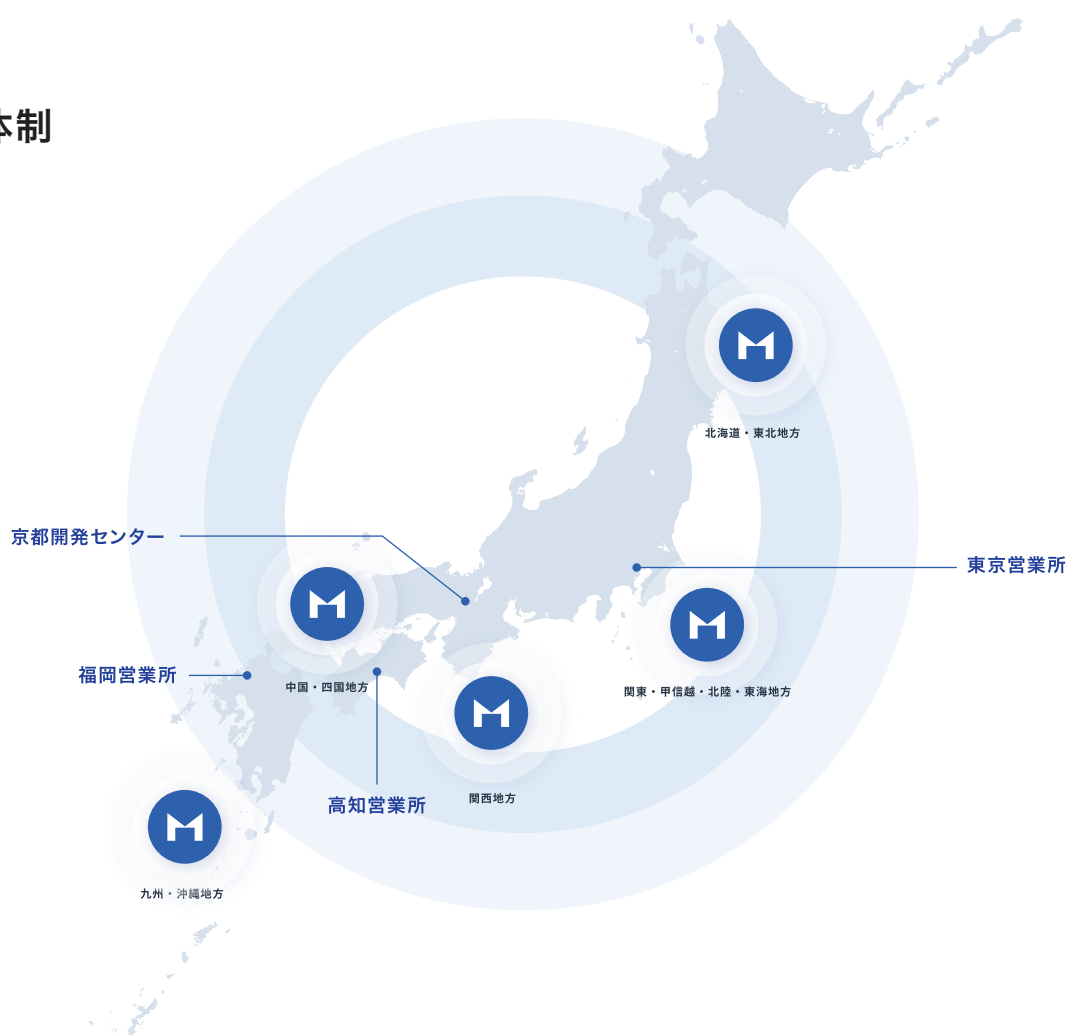 体制
北海道・東北地方
京都開発センター
東京営業所
福岡営業所
中国・四国地方
関東・甲信越・北陸・東海地方
高知営業所
関西地方
九州・沖縄地方